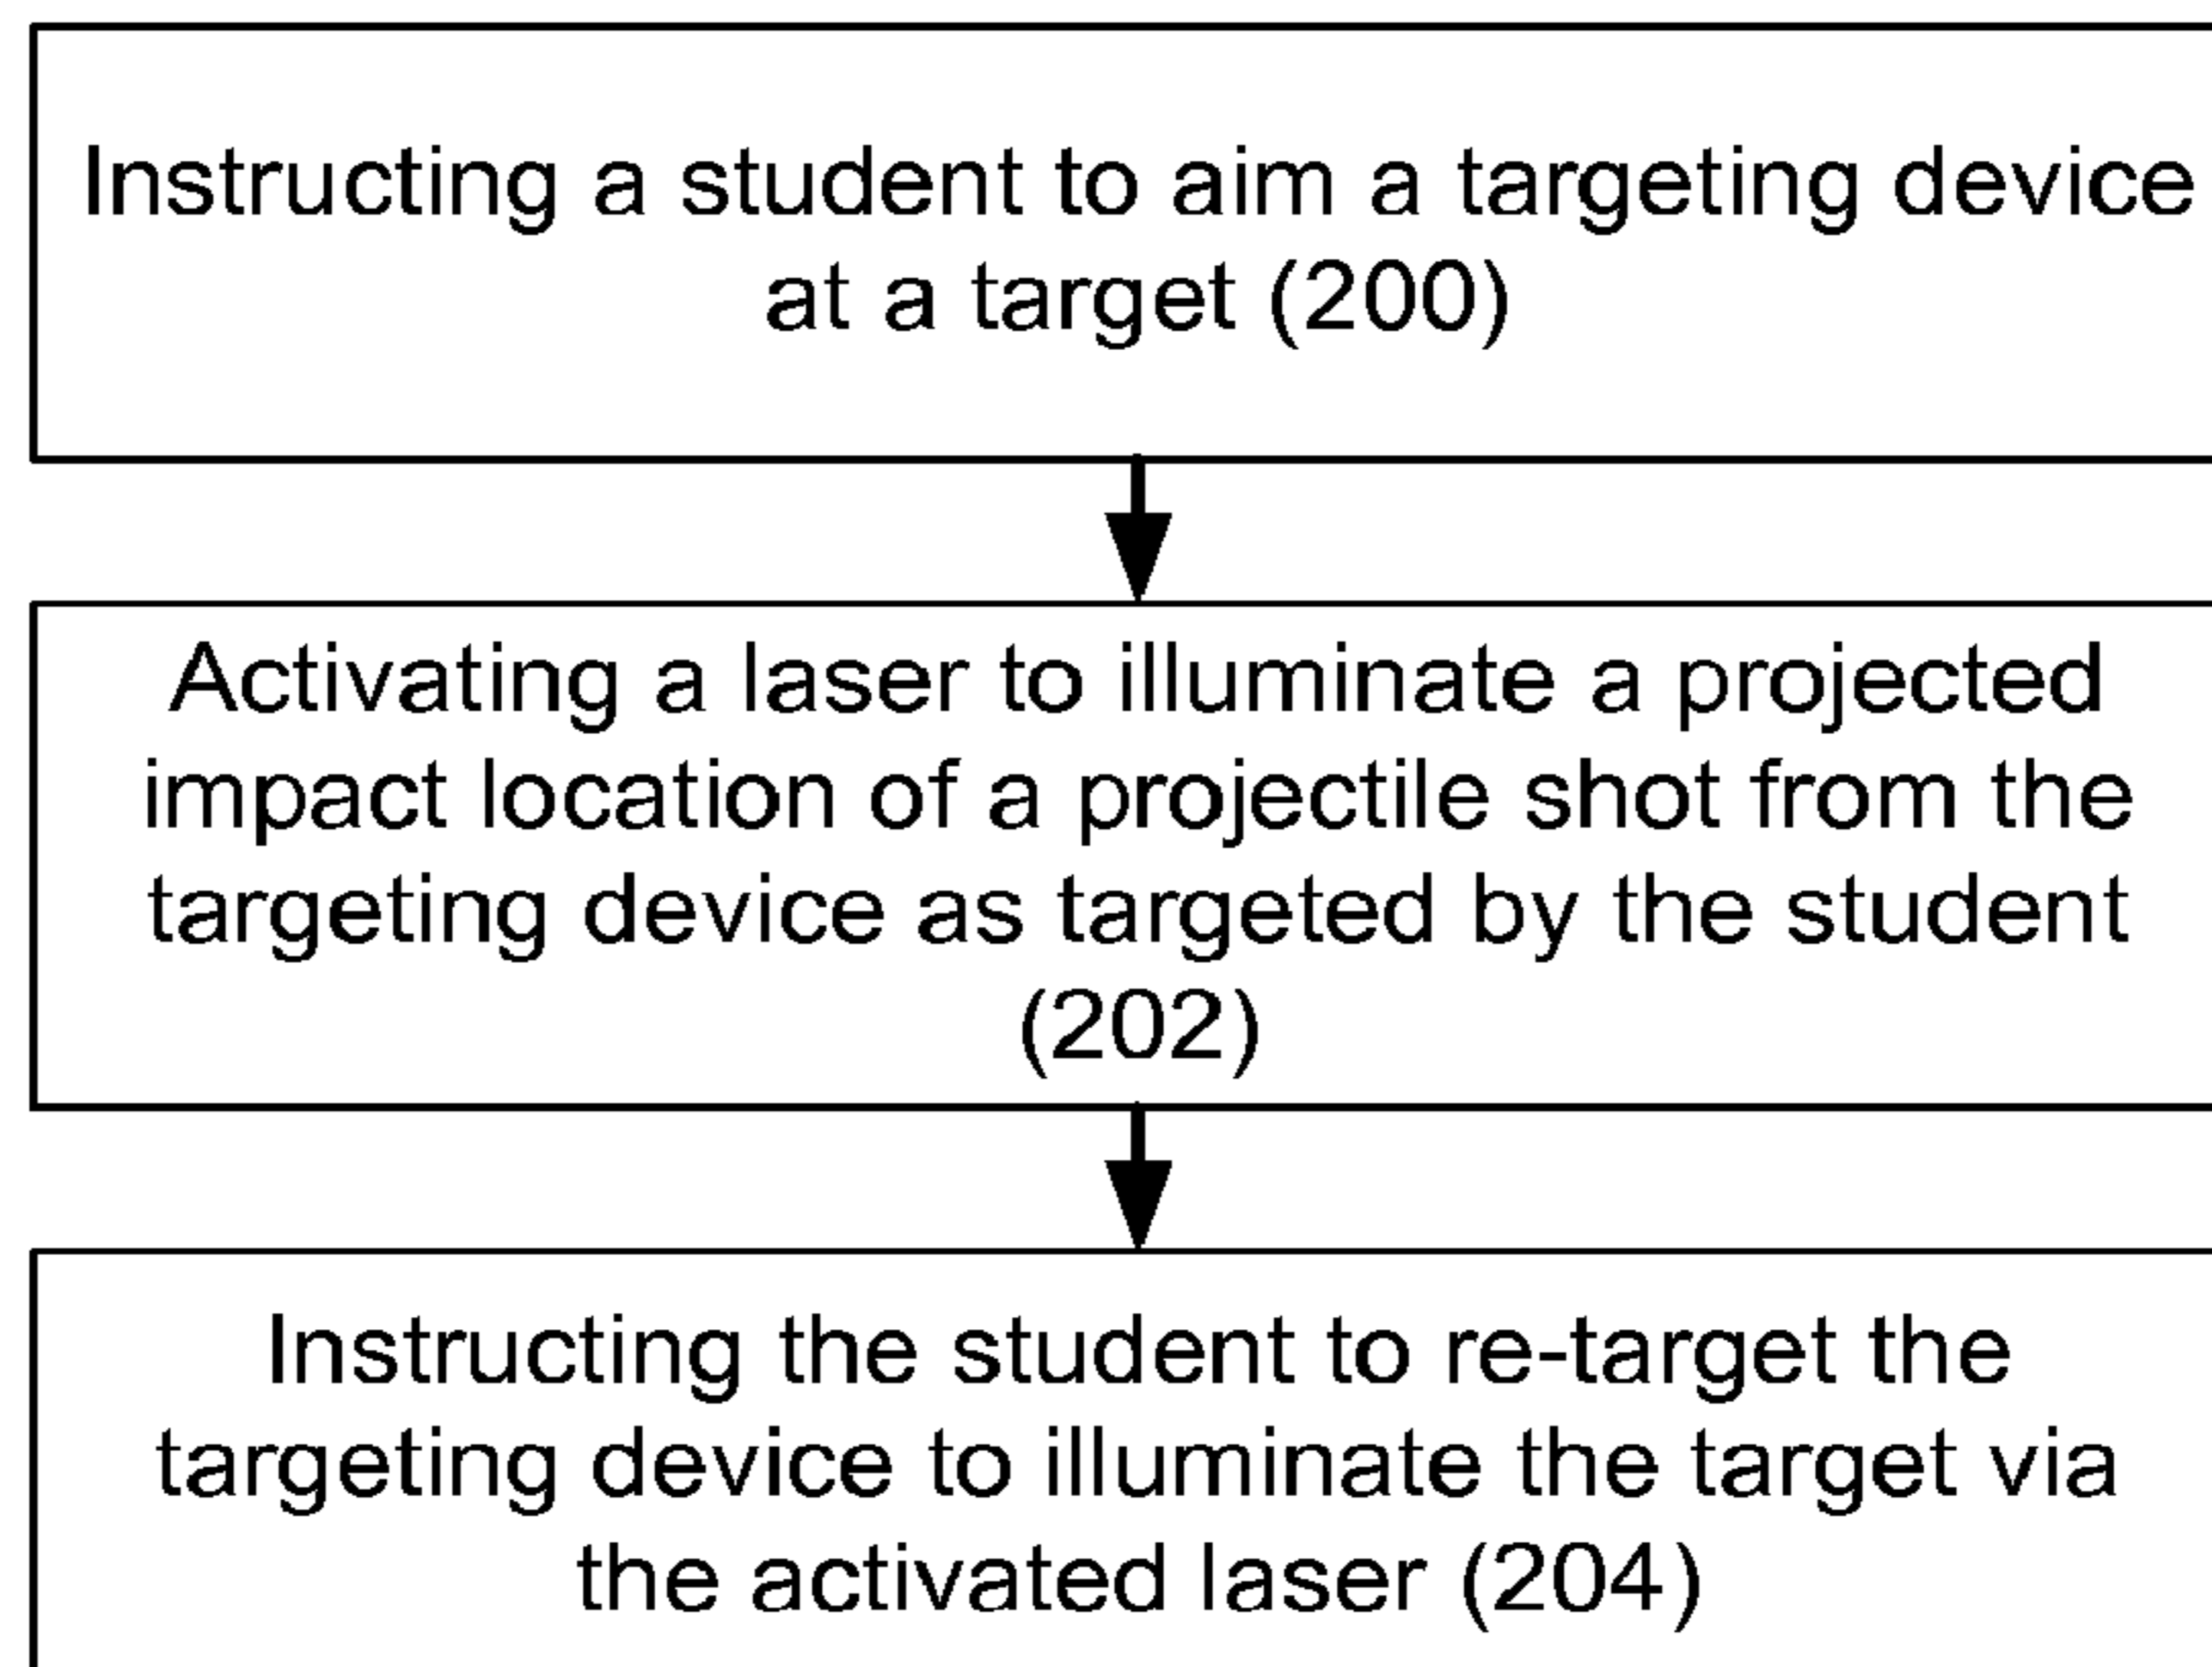 Instructing a student to aim a targeting device
at a target (200)
Activating a laser to illuminate a projected
impact location of a projectile shot from the
targeting device as targeted by the student
(202)
Instructing the student to re-target the
targeting device to illuminate the target via
the activated laser (204)